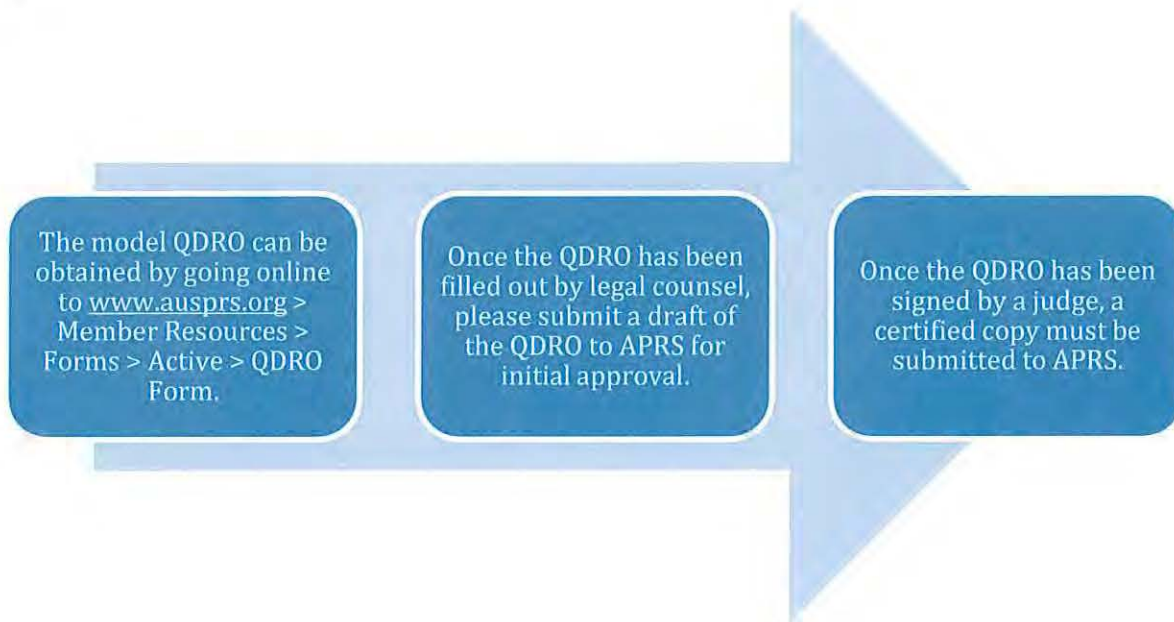 The model QDRO can be
obtained by going online
to www.ausprs.org >
Member Resources >
Forms > Active > QDRO
Form.
Once the QDRO has been
filled out by legal counsel,
please submit a draft of
the QDRO to APRS for
initial approval.
Once the QDRO has been
signed by a judge, a
certified copy must be
submitted to APRS.